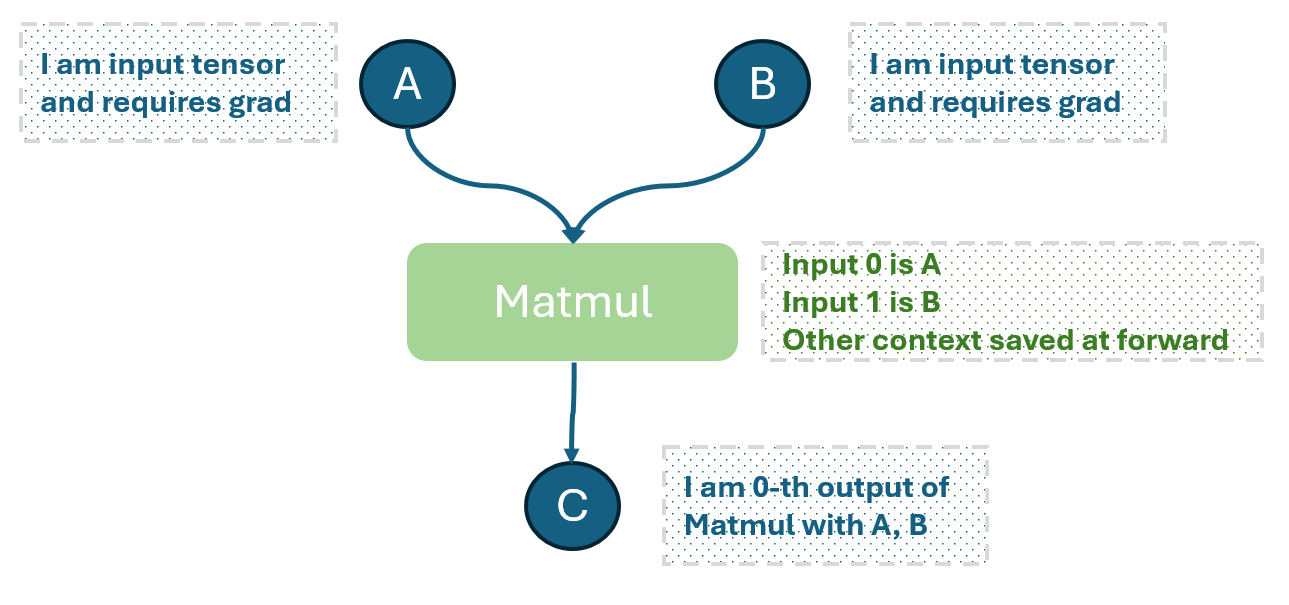 I am input tensor
and requires grad
A
B
I am input tensor
and requires grad
Matmul
Input 0 is A
Input 1 is B
Other context saved at forward
C
I am 0-th output of
Matmul with A, B